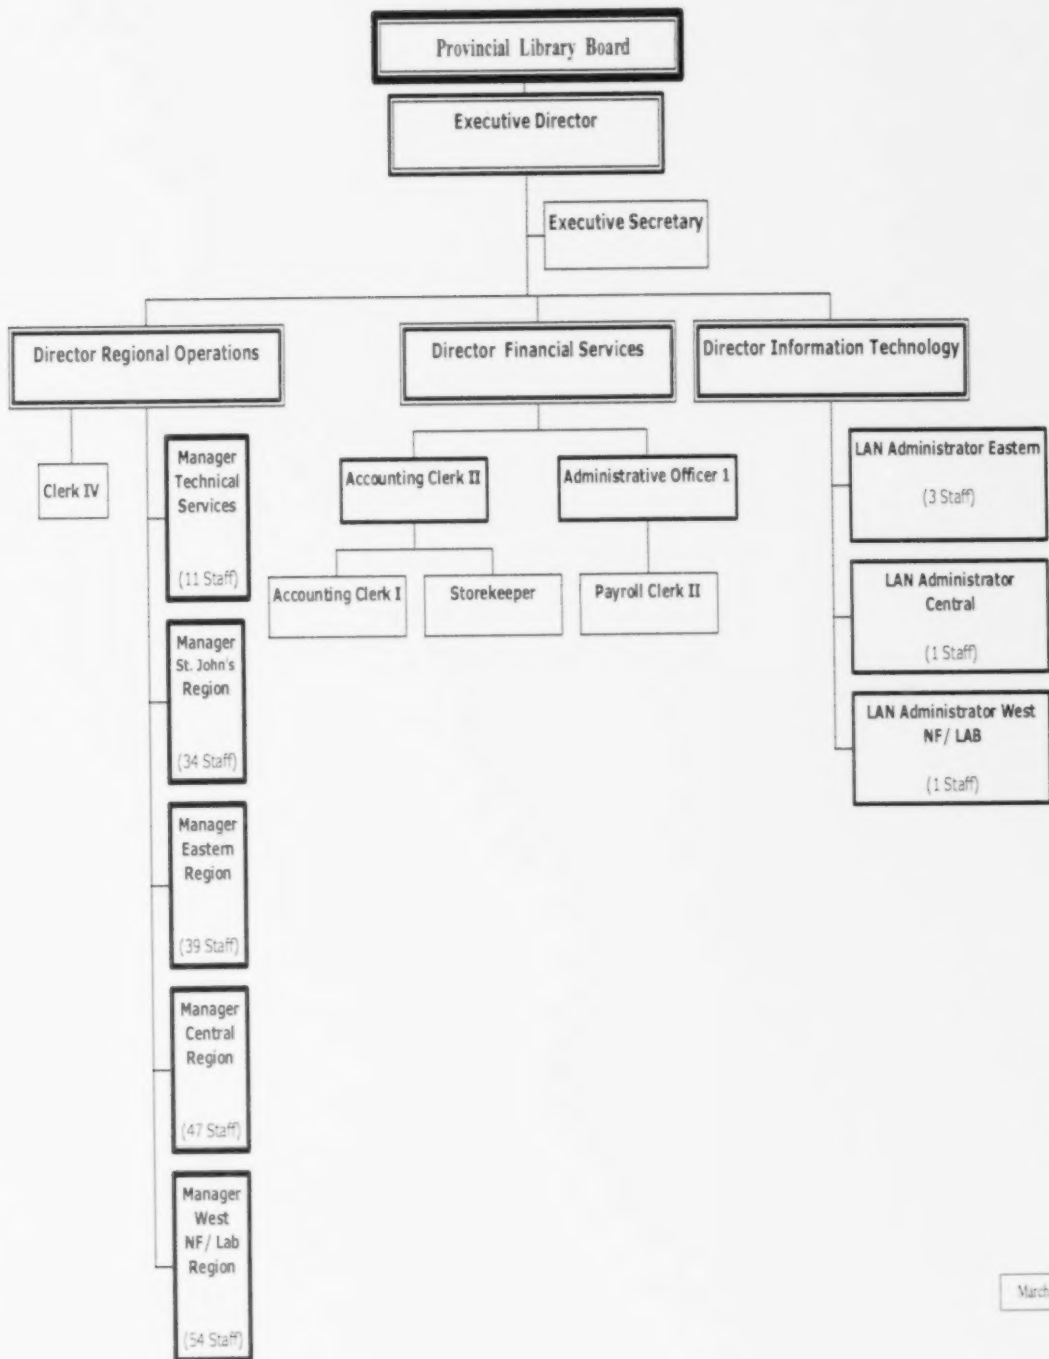 Provincial Library Board
Executive Director
Executive Secretary
Director Regional Operations
Director Financial Services
Director Information Technology
Clerk IV
Manager
Technical
Services
(11 Staff)
Manager
St. John's
Region
(34 Staff)
Manager
Eastern
Region
(39 Staff)
Manager
Central
Region
(47 Staff)
Manager
West
NF/ Lab
Region
(54 Staff)
Accounting Clerk II
Administrative Officer 1
Accounting Clerk I
Storekeeper
Payroll Clerk II
LAN Administrator Eastern
(3 Staff)
LAN Administrator
Central
(1 Staff)
LAN Administrator West
NF/ LAB
(1 Staff)
March